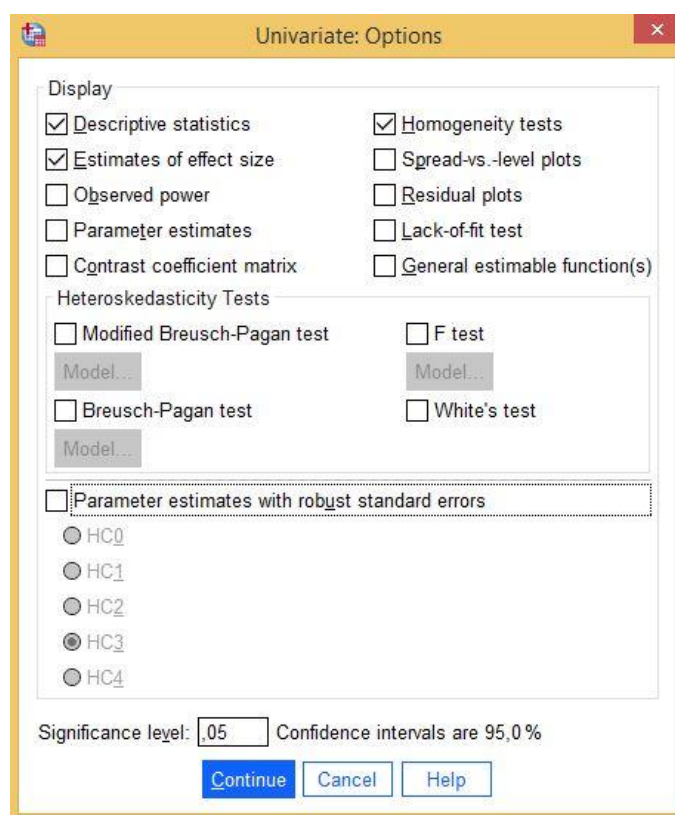 Univariate: Options
Display
Descriptive statistics
Homogeneity tests
Estimates of effect size
Spread-vs.-level plots
Observed power
Residual plots
Parameter estimates
Lack-of-fit test
Contrast coefficient matrix
General estimable function(s)
Heteroskedasticity Tests
Modified Breusch-Pagan test
F test
Model...
Model...
Breusch-Pagan test
White's test
Model...
Parameter estimates with robust standard errors
HC0
HC1
HC2
HC3
HC4
Significance level: ,05 Confidence intervals are 95,0 %
Continue Cancel Help